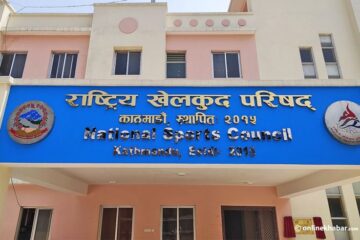 राष्ट्रिय खेलकुद परिषद्
काठमाडौं, स्थापित २०१५
National Sports Council
Kathmandu, Estd- 2015
onlinekhabar.com